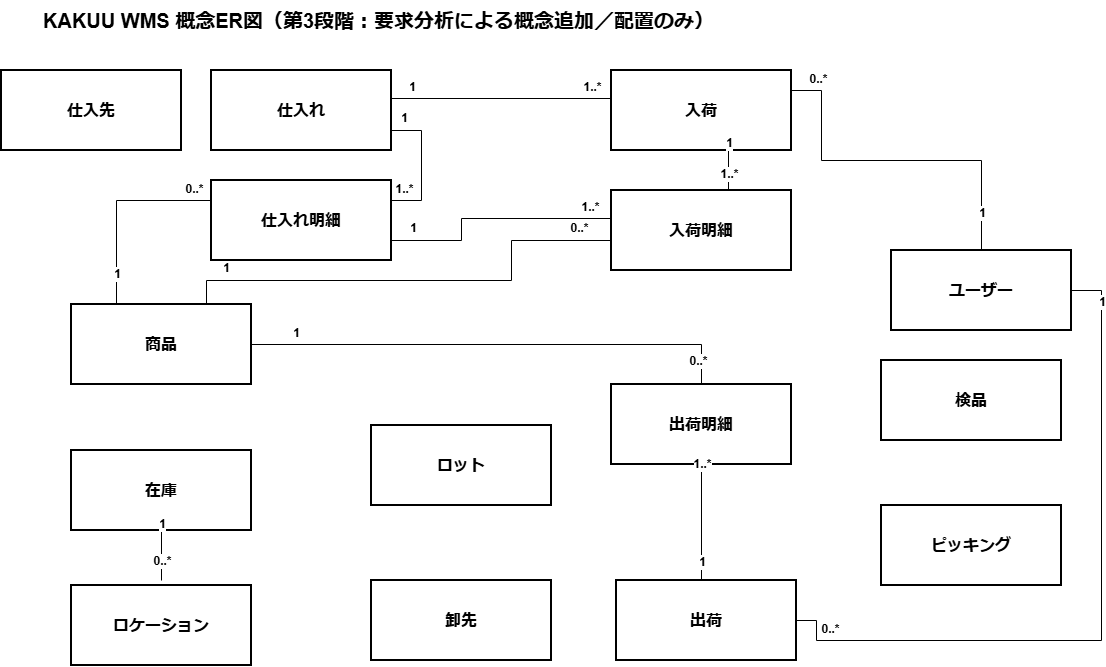 KAKUU WMS 概念ER図（第3段階：要求分析による概念追加／配置のみ）
仕入先
仕入れ
1
1..*
入荷
0..*
1
1
1..*
0..*
1..*
仕入れ明細
1
1..*
0..*
入荷明細
1
1
1
ユーザー
1
商品
1
0..*
出荷明細
検品
1..*
ロット
在庫
1
0..*
ピッキング
1
ロケーション
卸先
出荷
0..*